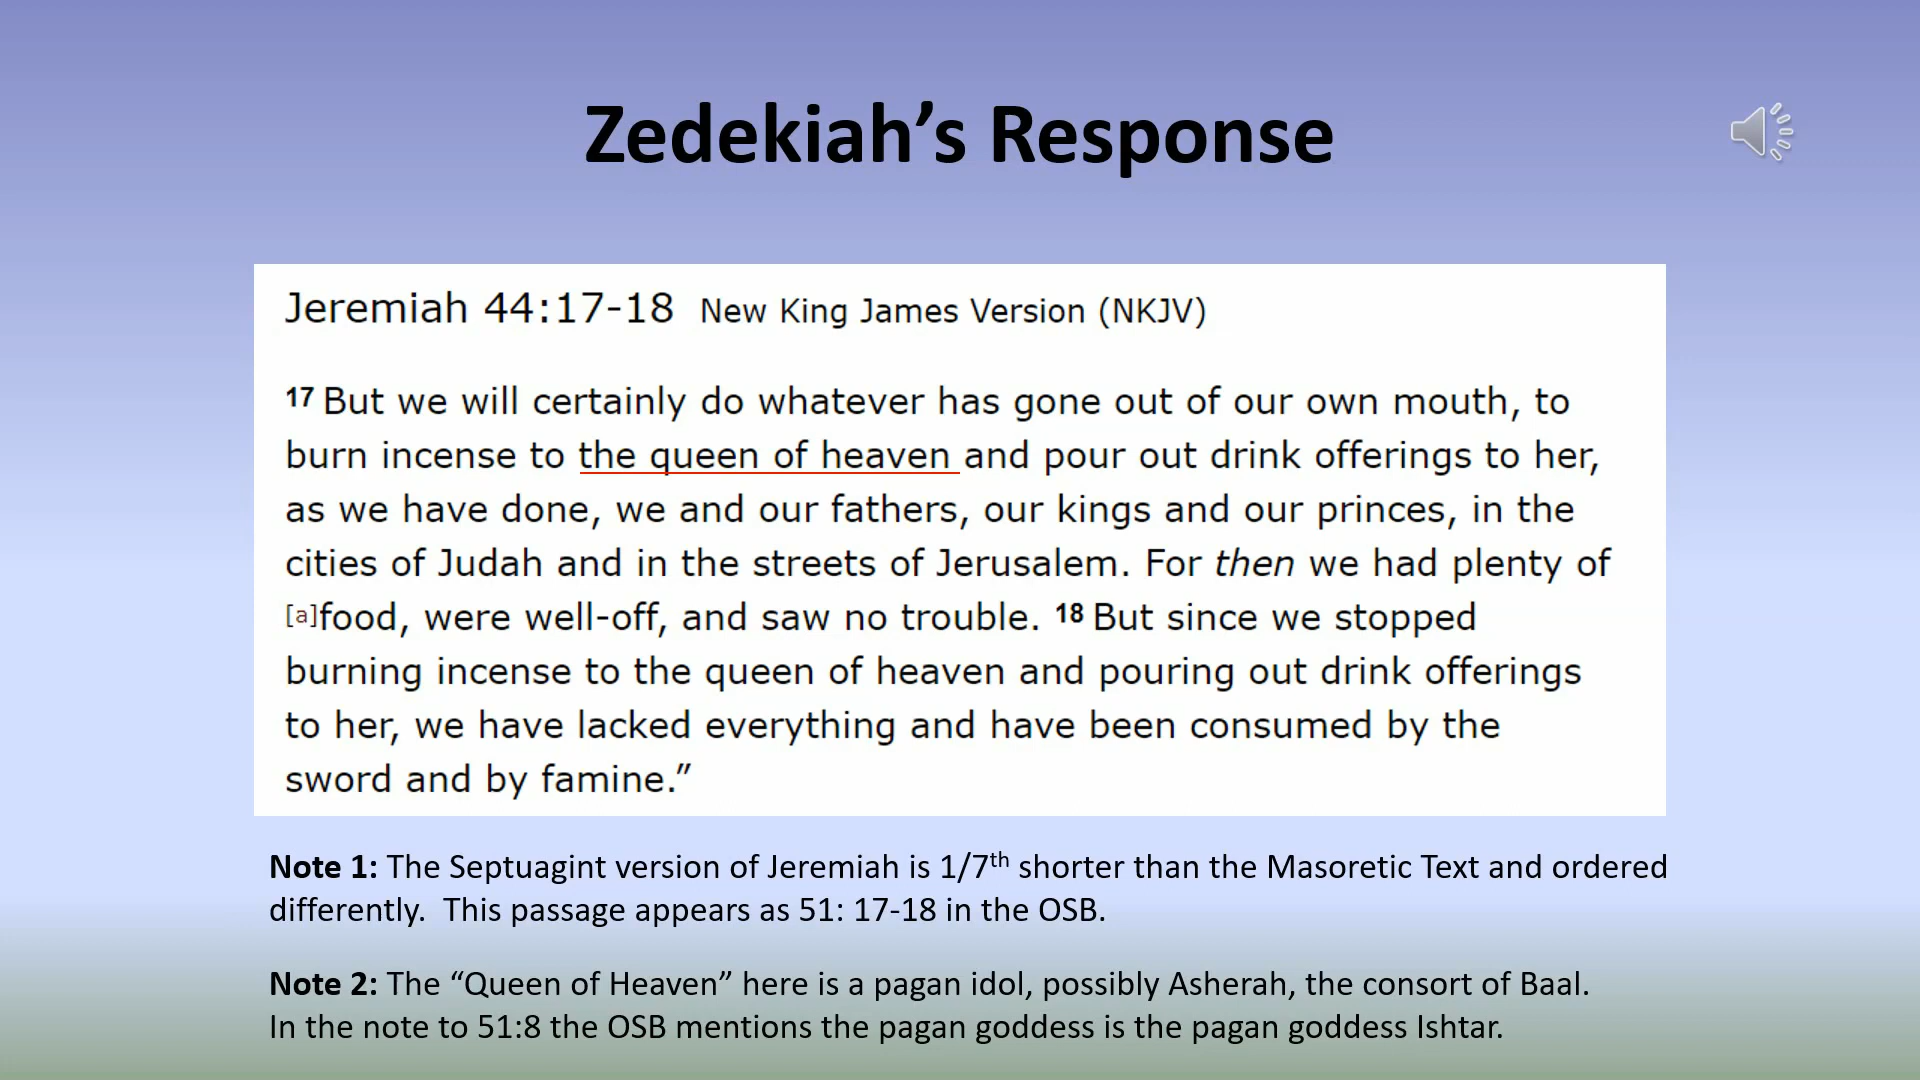 Zedekiah’s Response
Jeremiah 44:17-18 New King James Version (NKJV)
17 But we will certainly do whatever has gone out of our own mouth, to
burn incense to the queen of heaven and pour out drink offerings to her,
as we have done, we and our fathers, our kings and our princes, in the
cities of Judah and in the streets of Jerusalem. For then we had plenty of
[a]food, were well-off, and saw no trouble. 18 But since we stopped
burning incense to the queen of heaven and pouring out drink offerings
to her, we have lacked everything and have been consumed by the
sword and by famine.”
Note 1: The Septuagint version of Jeremiah is 1/7th shorter than the Masoretic Text and ordered
differently. This passage appears as 51: 17-18 in the OSB.
Note 2: The “Queen of Heaven” here is a pagan idol, possibly Asherah, the consort of Baal.
In the note to 51:8 the OSB mentions the pagan goddess is the pagan goddess Ishtar.